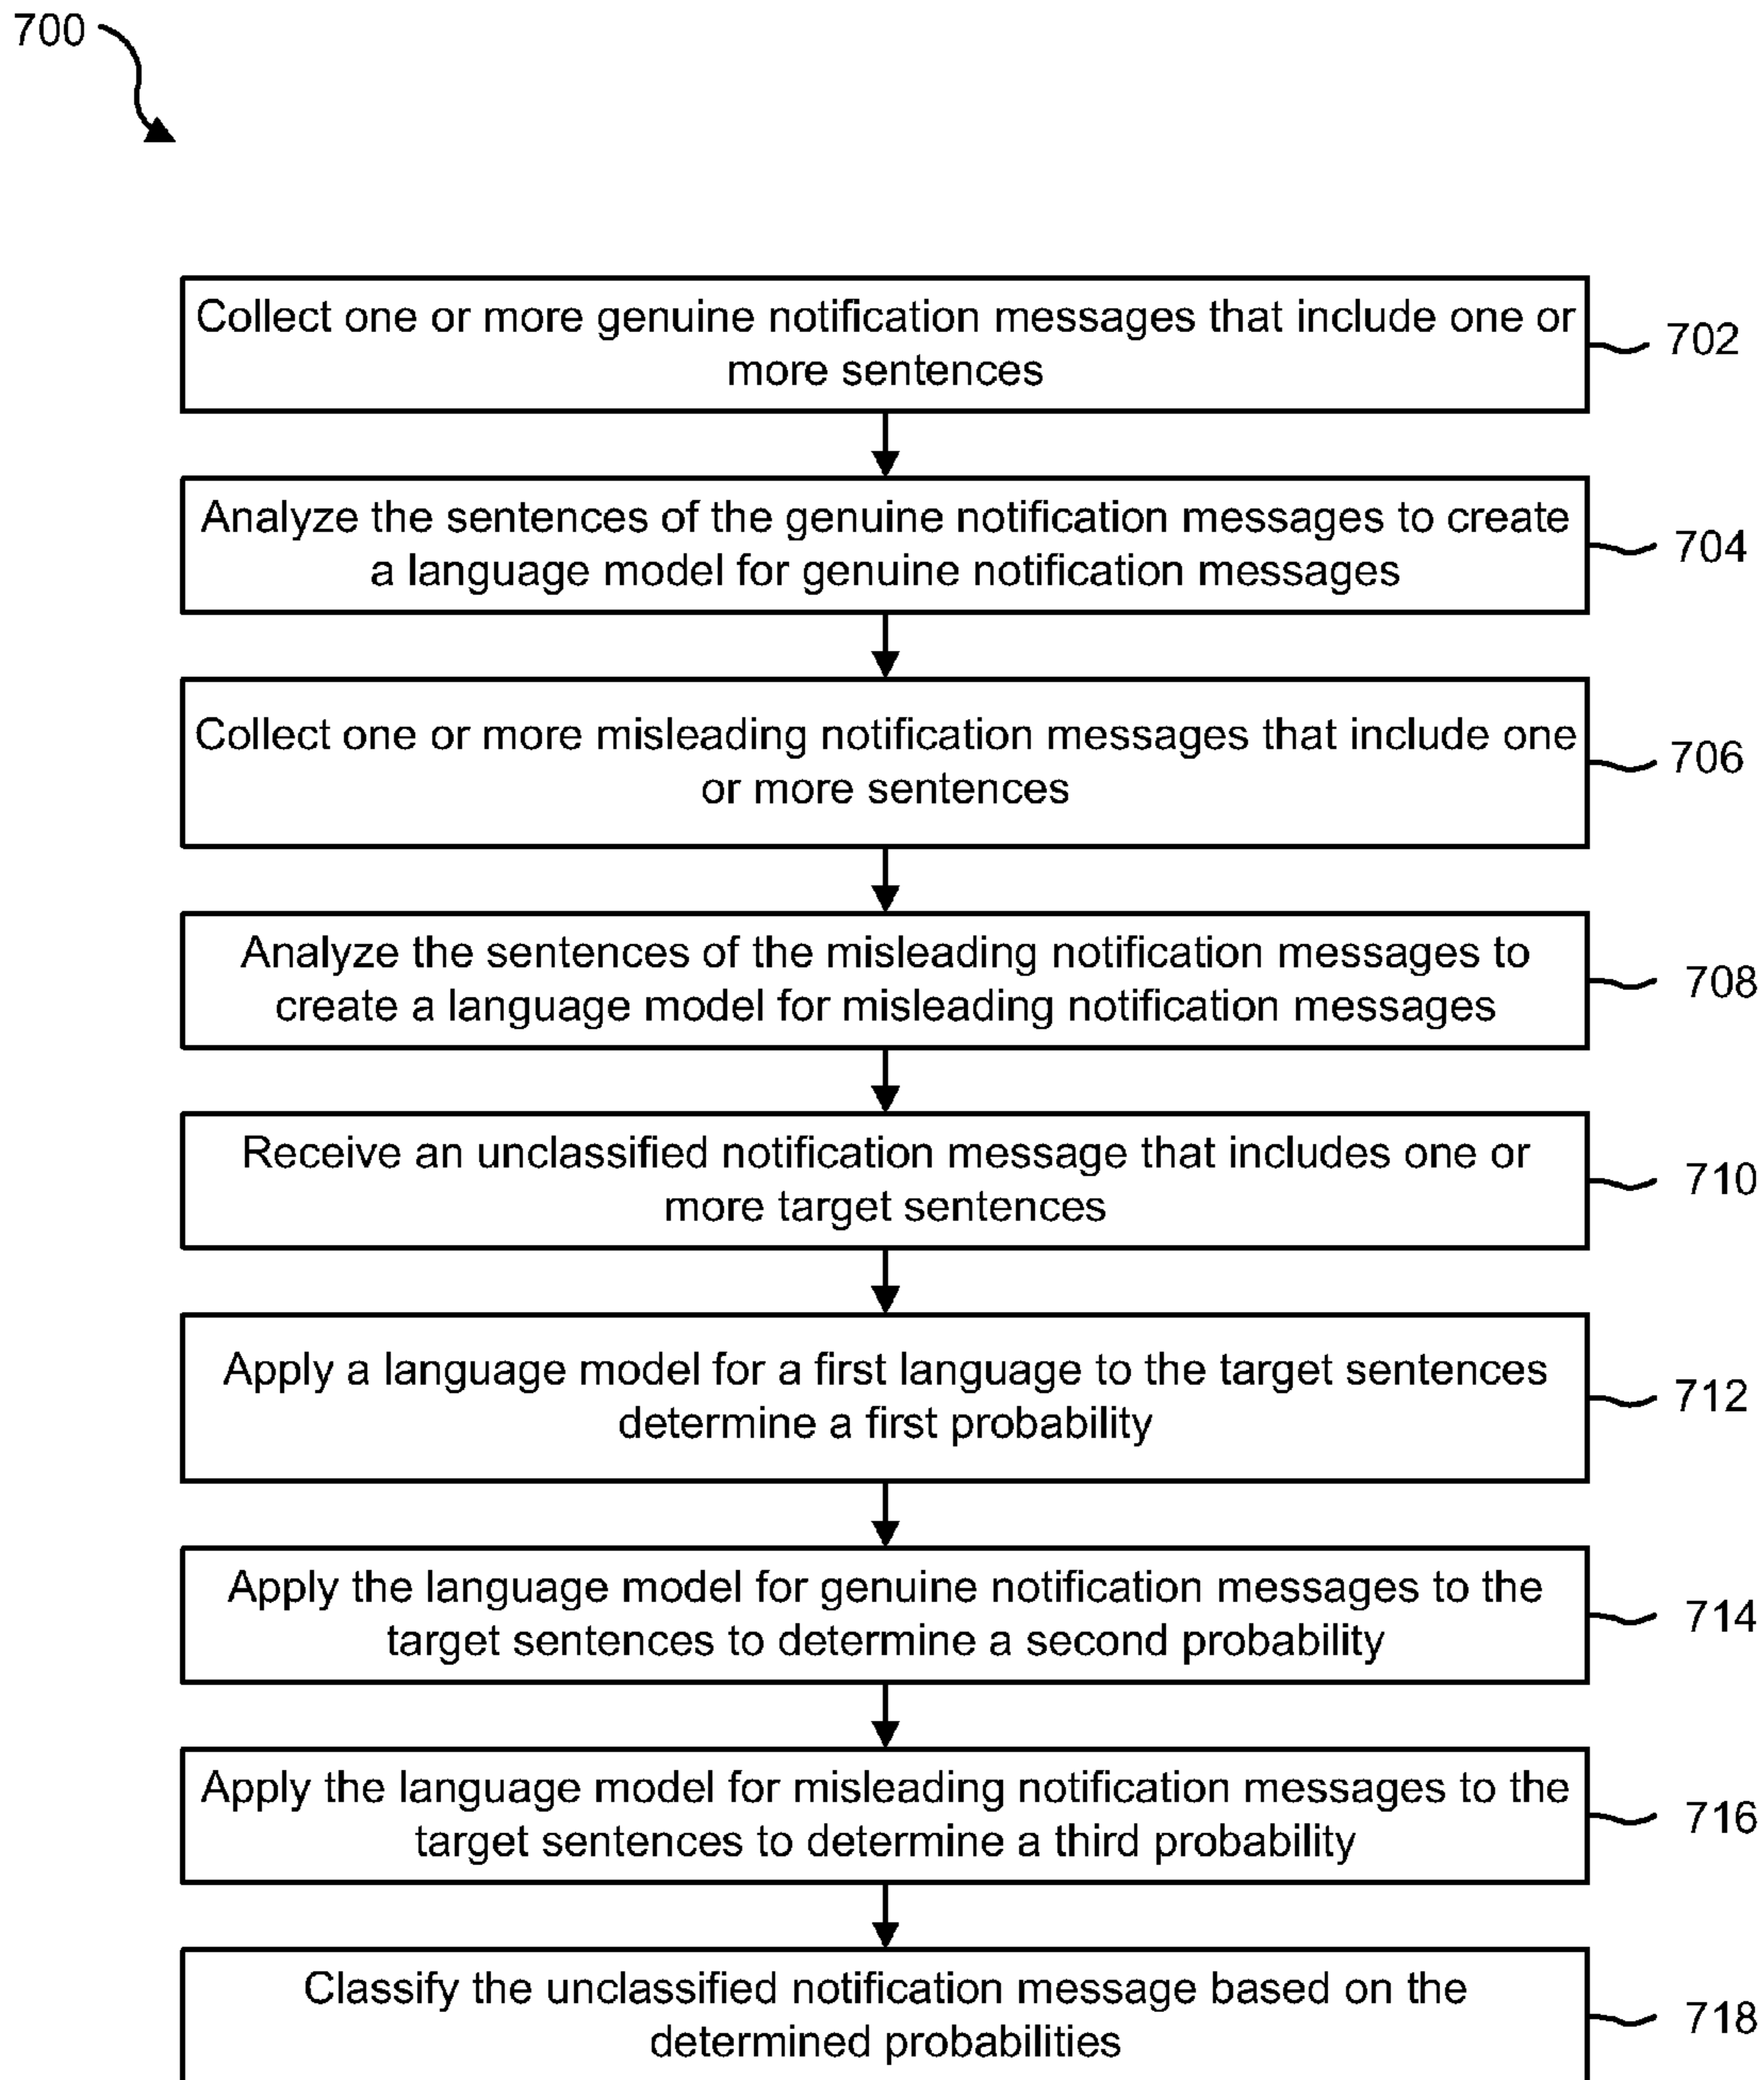 700
Collect one or more genuine notification messages that include one or
more sentences
702
Analyze the sentences of the genuine notification messages to create
a language model for genuine notification messages
704
Collect one or more misleading notification messages that include one
or more sentences
706
Analyze the sentences of the misleading notification messages to
create a language model for misleading notification messages
708
Receive an unclassified notification message that includes one or
more target sentences
710
Apply a language model for a first language to the target sentences
determine a first probability
712
Apply the language model for genuine notification messages to the
target sentences to determine a second probability
714
Apply the language model for misleading notification messages to the
target sentences to determine a third probability
716
Classify the unclassified notification message based on the
determined probabilities
718